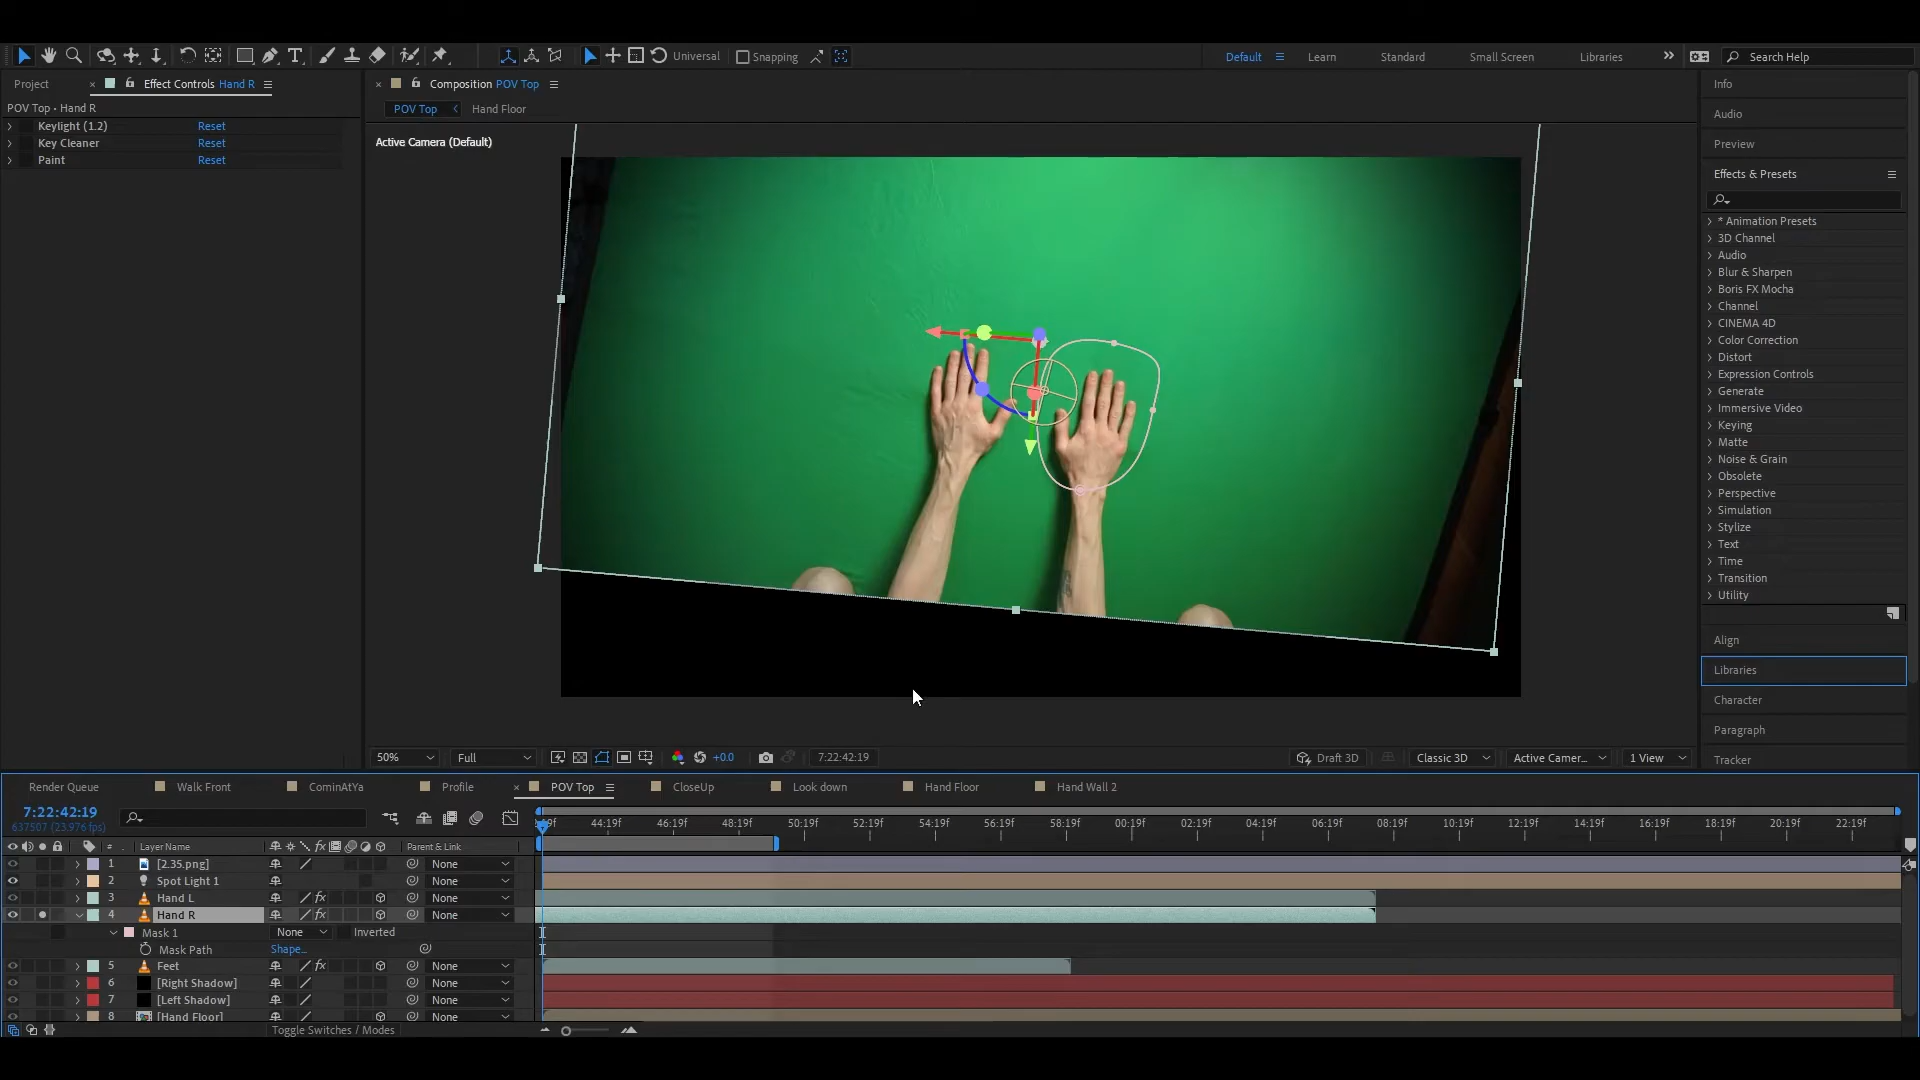 Universal
Snapping
Default
Learn
Standard
Small Screen
Libraries
Search Help
Project
Effect Controls Hand R
POV Top • Hand R
Keylight (1.2) Reset
Key Cleaner Reset
Paint Reset
Composition POV Top
POV Top Hand Floor
Active Camera (Default)
Info
Audio
Preview
Effects & Presets
* Animation Presets
3D Channel
Audio
Blur & Sharpen
Boris FX Mocha
Channel
CINEMA 4D
Color Correction
Distort
Expression Controls
Generate
Immersive Video
Keying
Matte
Noise & Grain
Obsolete
Perspective
Simulation
Stylize
Text
Time
Transition
Utility
Align
Libraries
Character
Paragraph
Tracker
50% Full +0.0 7:22:42:19 Draft 3D Classic 3D Active Camer... 1 View
Render Queue Walk Front CominAtYa Profile POV Top CloseUp Look down Hand Floor Hand Wall 2
7:22:42:19
637507 (23.976 fps)
44:19f 46:19f 48:19f 50:19f 52:19f 54:19f 56:19f 58:19f 00:19f 02:19f 04:19f 06:19f 08:19f 10:19f 12:19f 14:19f 16:19f 18:19f 20:19f 22:19f
# Layer Name Parent & Link
1 [2.35.png] None
2 Spot Light 1 None
3 Hand L None
4 Hand R None
Mask 1 None Inverted
Mask Path Shape...
5 Feet None
6 [Right Shadow] None
7 [Left Shadow] None
8 [Hand Floor] None
Toggle Switches / Modes